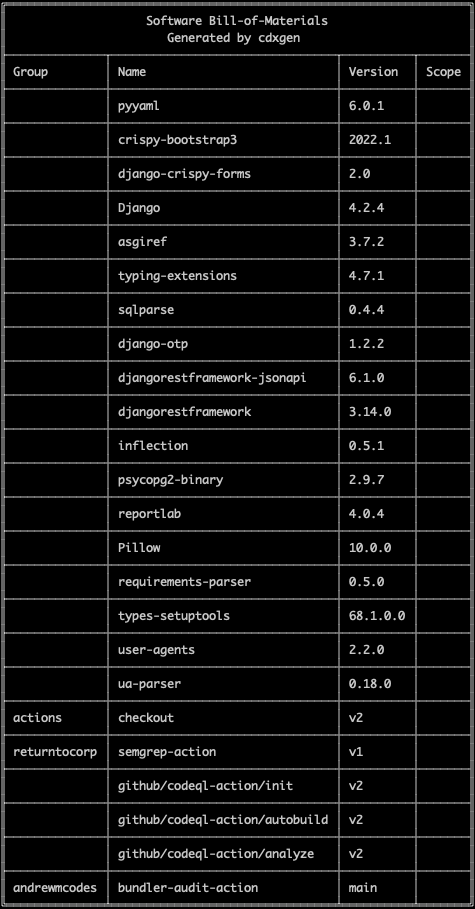 Software Bill-of-Materials
Generated by cdxgen
Group Name Version Scope
pyyaml 6.0.1
crispy-bootstrap3 2022.1
django-crispy-forms 2.0
Django 4.2.4
asgiref 3.7.2
typing-extensions 4.7.1
sqlparse 0.4.4
django-otp 1.2.2
djangorestframework-jsonapi 6.1.0
djangorestframework 3.14.0
inflection 0.5.1
psycopg2-binary 2.9.7
reportlab 4.0.4
Pillow 10.0.0
requirements-parser 0.5.0
types-setuptools 68.1.0.0
user-agents 2.2.0
ua-parser 0.18.0
actions checkout v2
returntocorp semgrep-action v1
github/codeql-action/init v2
github/codeql-action/autobuild v2
github/codeql-action/analyze v2
andrewmcodes bundler-audit-action main